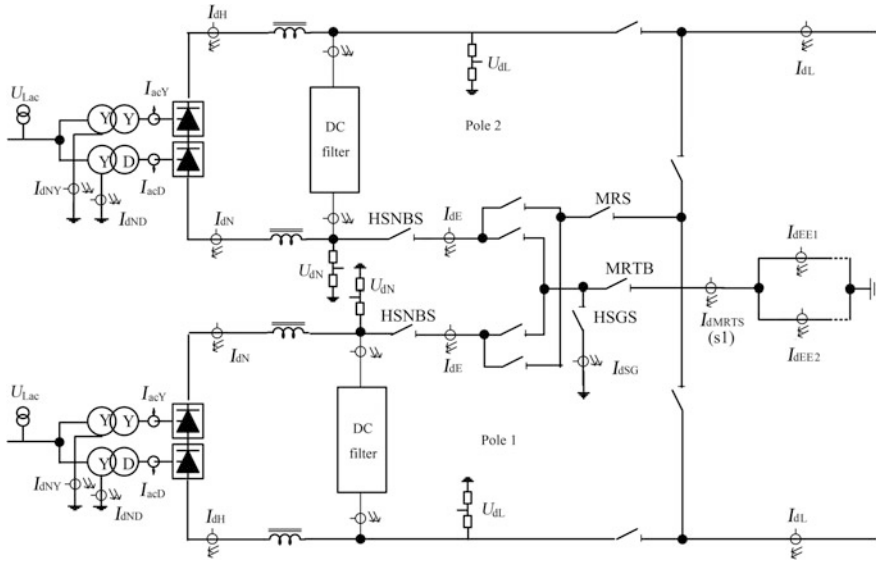 IdH
IdL
UdL
IacY
ULac
Y Y
DC
filter
Pole 2
Y D
IdNY
IacD
IdND
IdN
HSNBS
IdE
MRS
IdEE1
UdN
UdN
MRTB
HSNBS
HSGS
IdMRTS
(s1)
IdN
IdE
IdSG
IdEE2
ULac
IacY
Y Y
DC
filter
Pole 1
Y D
IdNY
IacD
IdND
UdL
IdH
IdL